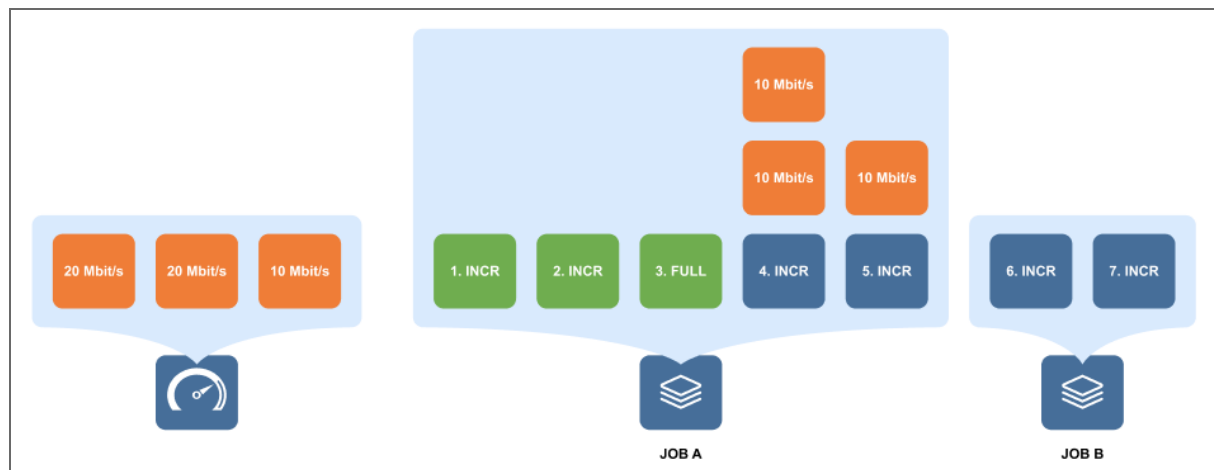 10 Mbit/s
10 Mbit/s 10 Mbit/s
20 Mbit/s 20 Mbit/s 10 Mbit/s 1. INCR 2. INCR 3. FULL 4. INCR 5. INCR 6. INCR 7. INCR
JOB A JOB B